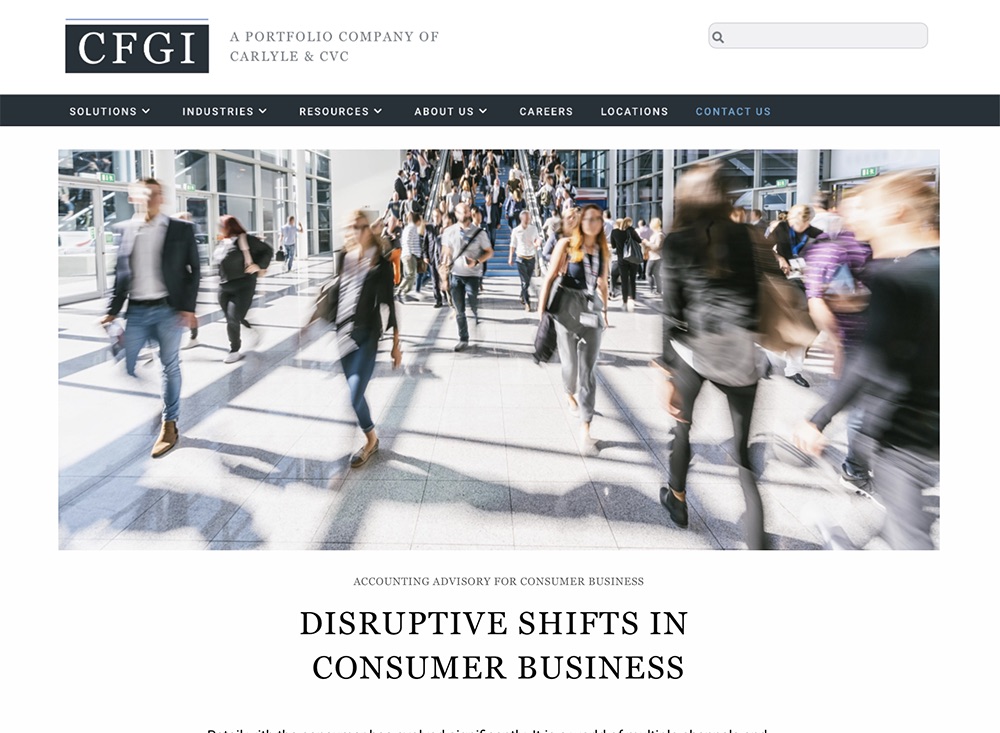 CFGI
A PORTFOLIO COMPANY OF
CARLYLE & CVC
SOLUTIONS INDUSTRIES RESOURCES ABOUT US CAREERS LOCATIONS CONTACT US
ACCOUNTING ADVISORY FOR CONSUMER BUSINESS
DISRUPTIVE SHIFTS IN
CONSUMER BUSINESS